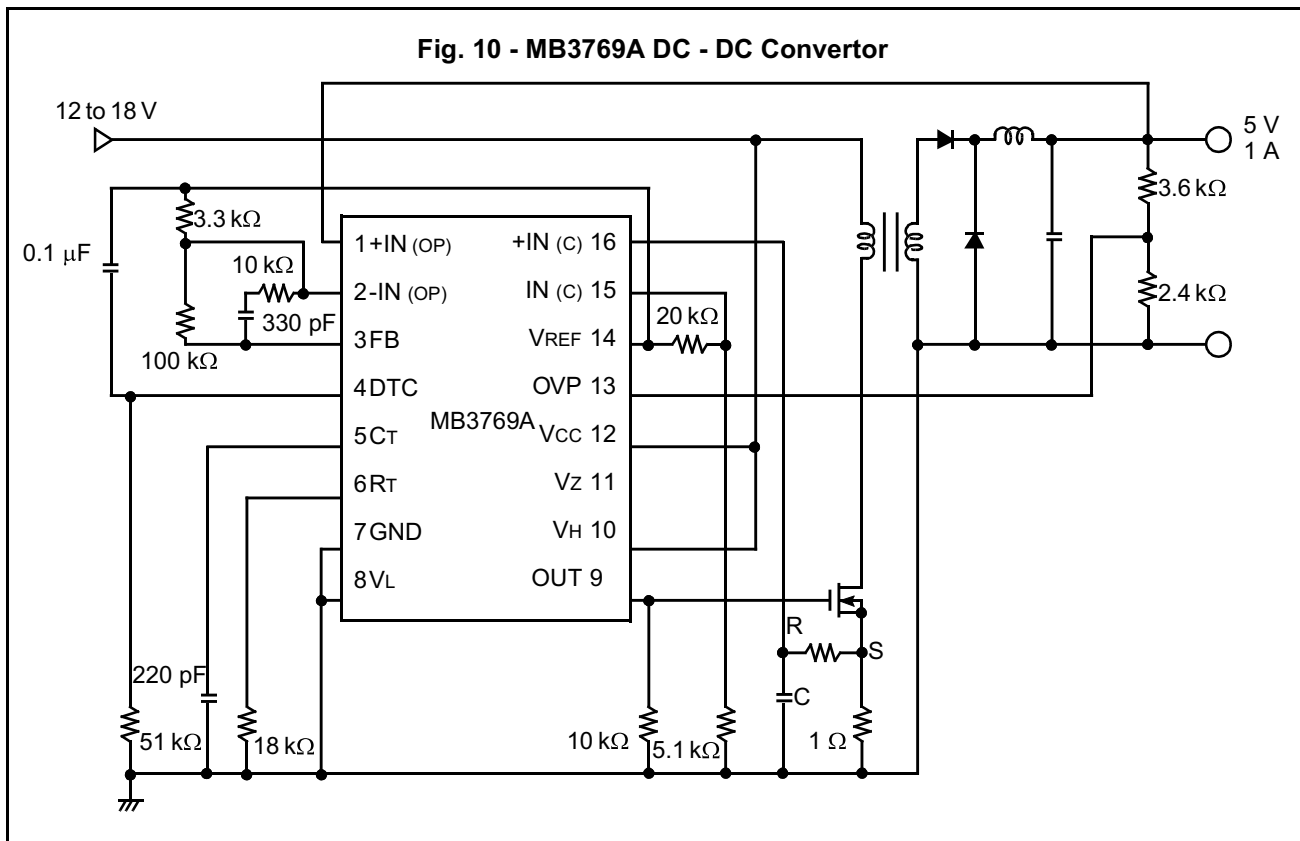 Fig. 10 - MB3769A DC - DC Convertor
12 to 18 V
5 V
1 A
3.6 kΩ
2.4 kΩ
0.1 μF
3.3 kΩ
10 kΩ
330 pF
100 kΩ
1 +IN (OP)
2 -IN (OP)
3 FB
4 DTC
5 CT
6 RT
7 GND
8 VL
MB3769A
+IN (C) 16
IN (C) 15
VREF 14
OVP 13
VCC 12
VZ 11
VH 10
OUT 9
20 kΩ
R
S
C
220 pF
51 kΩ
18 kΩ
10 kΩ
5.1 kΩ
1 Ω